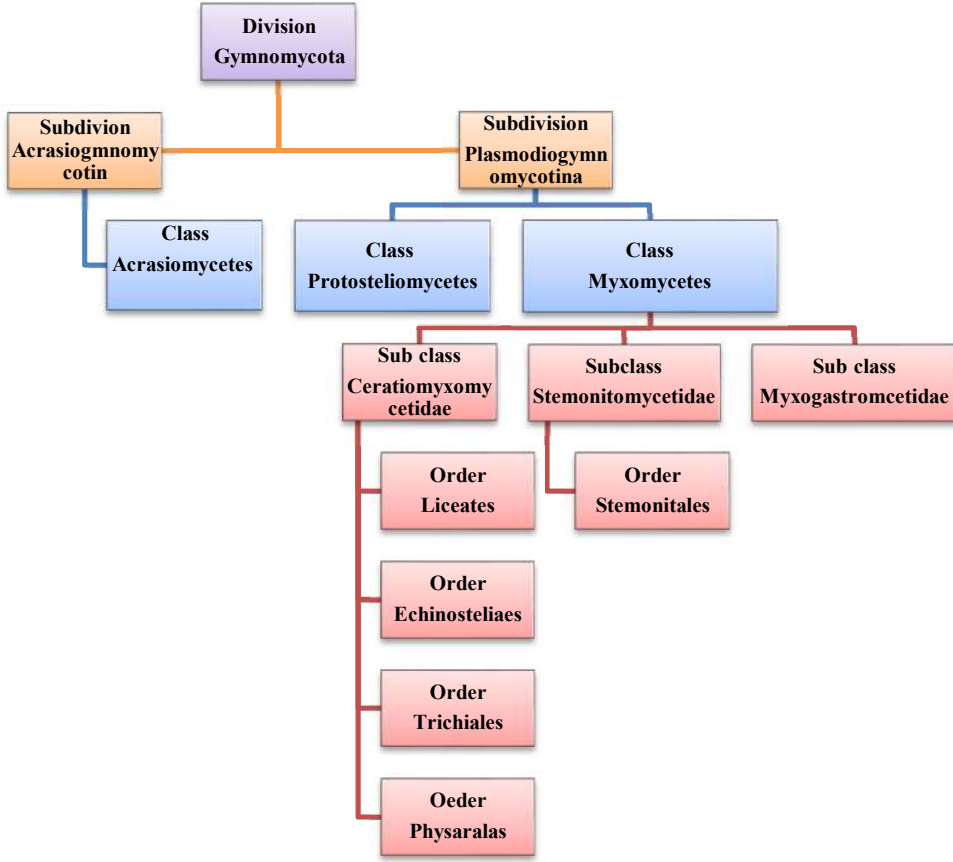 Division
Gymnomycota
Subdivion
Acrasiogmnomy
cotin
Subdivision
Plasmodiogymn
omycotina
Class
Acrasiomycetes
Class
Protosteliomycetes
Class
Myxomycetes
Sub class
Ceratiomyxomy
cetidae
Subclass
Stemonitomycetidae
Sub class
Myxogastromcetidae
Order
Liceates
Order
Stemonitales
Order
Echinosteliaes
Order
Trichiales
Oeder
Physaralas